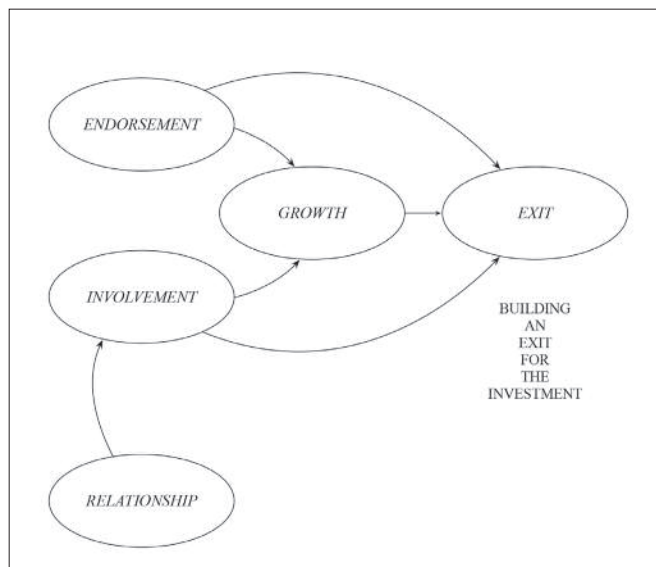 ENDORSEMENT
GROWTH
EXIT
INVOLVEMENT
BUILDING
AN
EXIT
FOR
THE
INVESTMENT
RELATIONSHIP